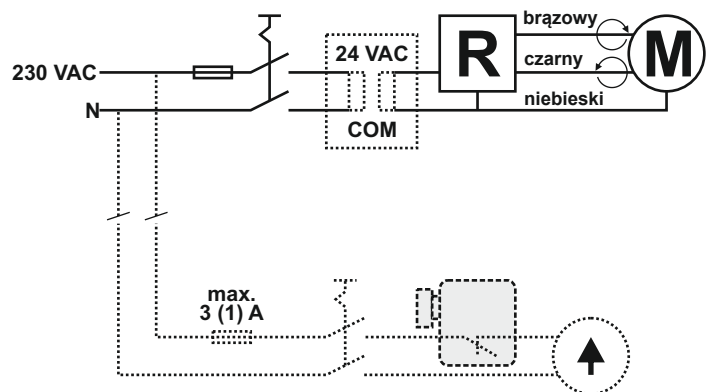 brązowy
24 VAC
R
M
230 VAC
czarny
N
niebieski
COM
max.
3 (1) A